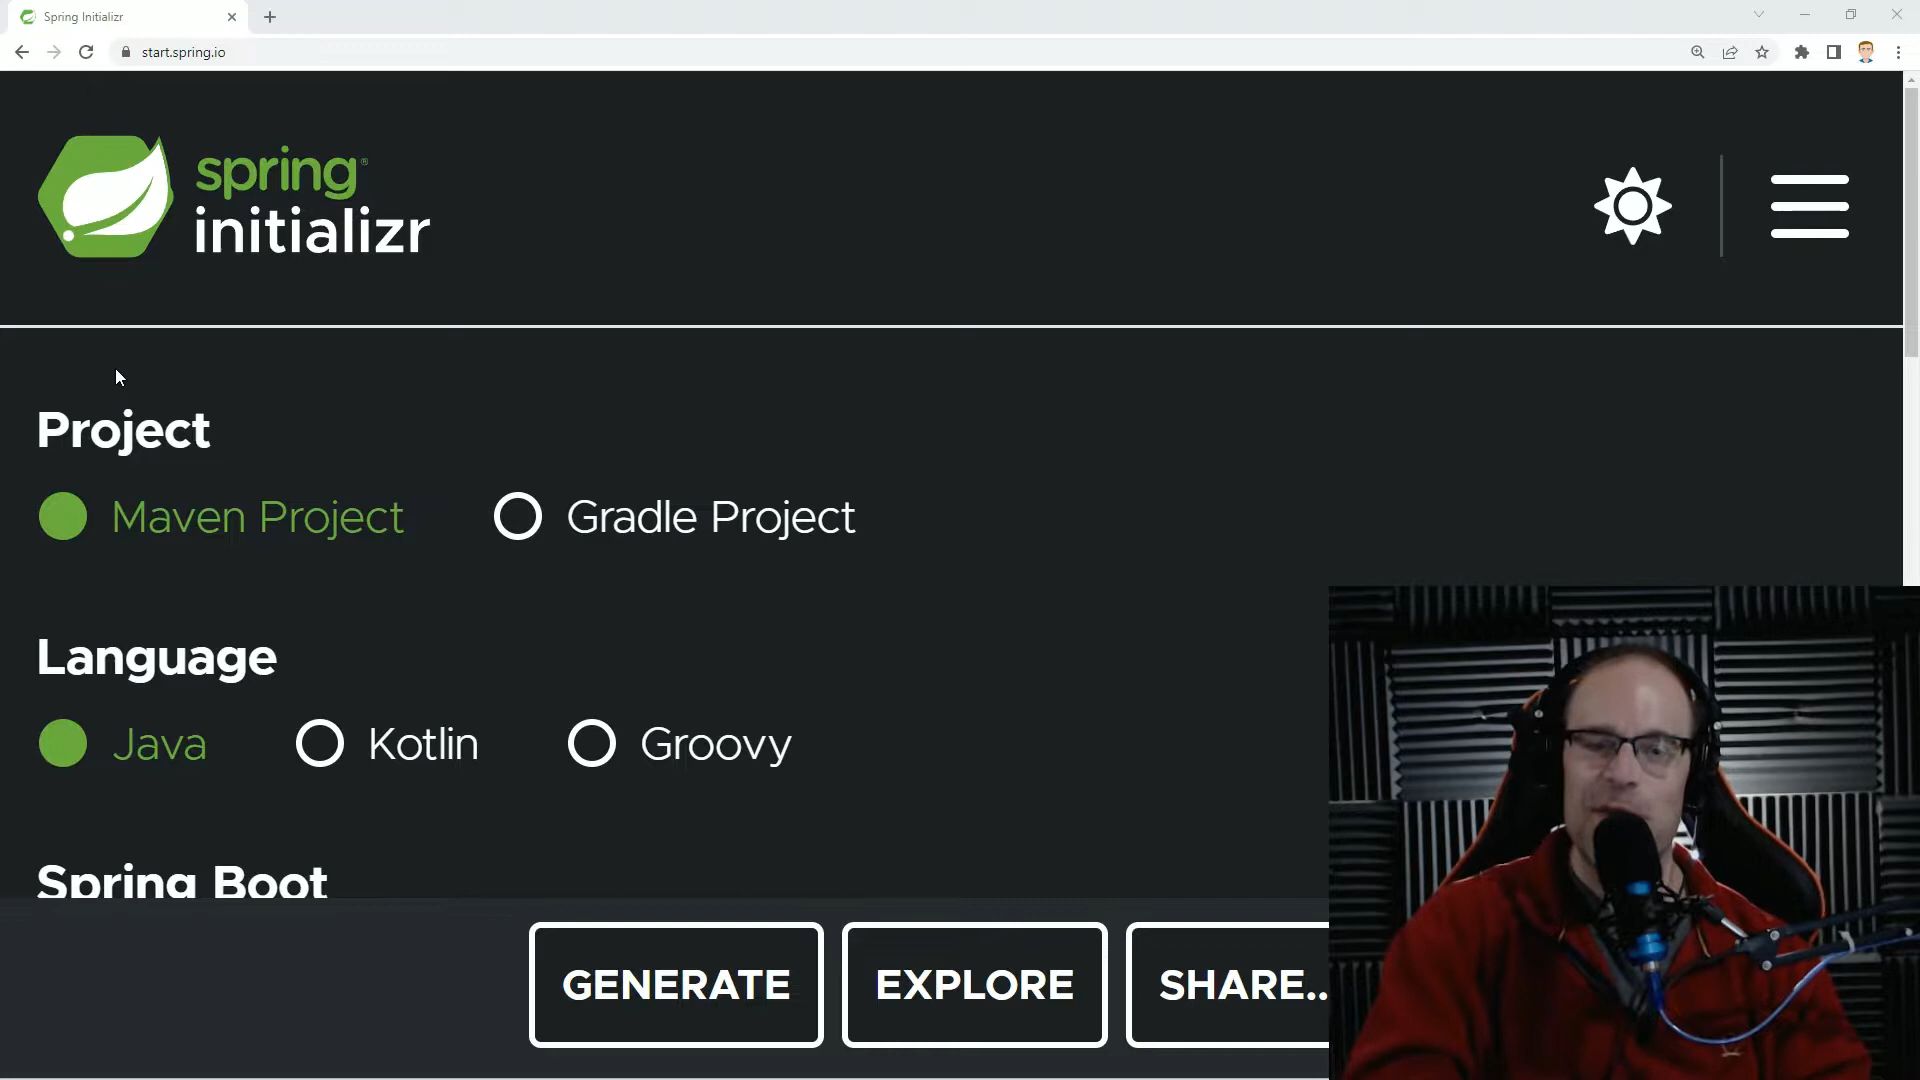 Spring Initializr
start.spring.io
spring®
initializr
Project
Maven Project
Gradle Project
Language
Java
Kotlin
Groovy
Spring Boot
GENERATE
EXPLORE
SHARE..